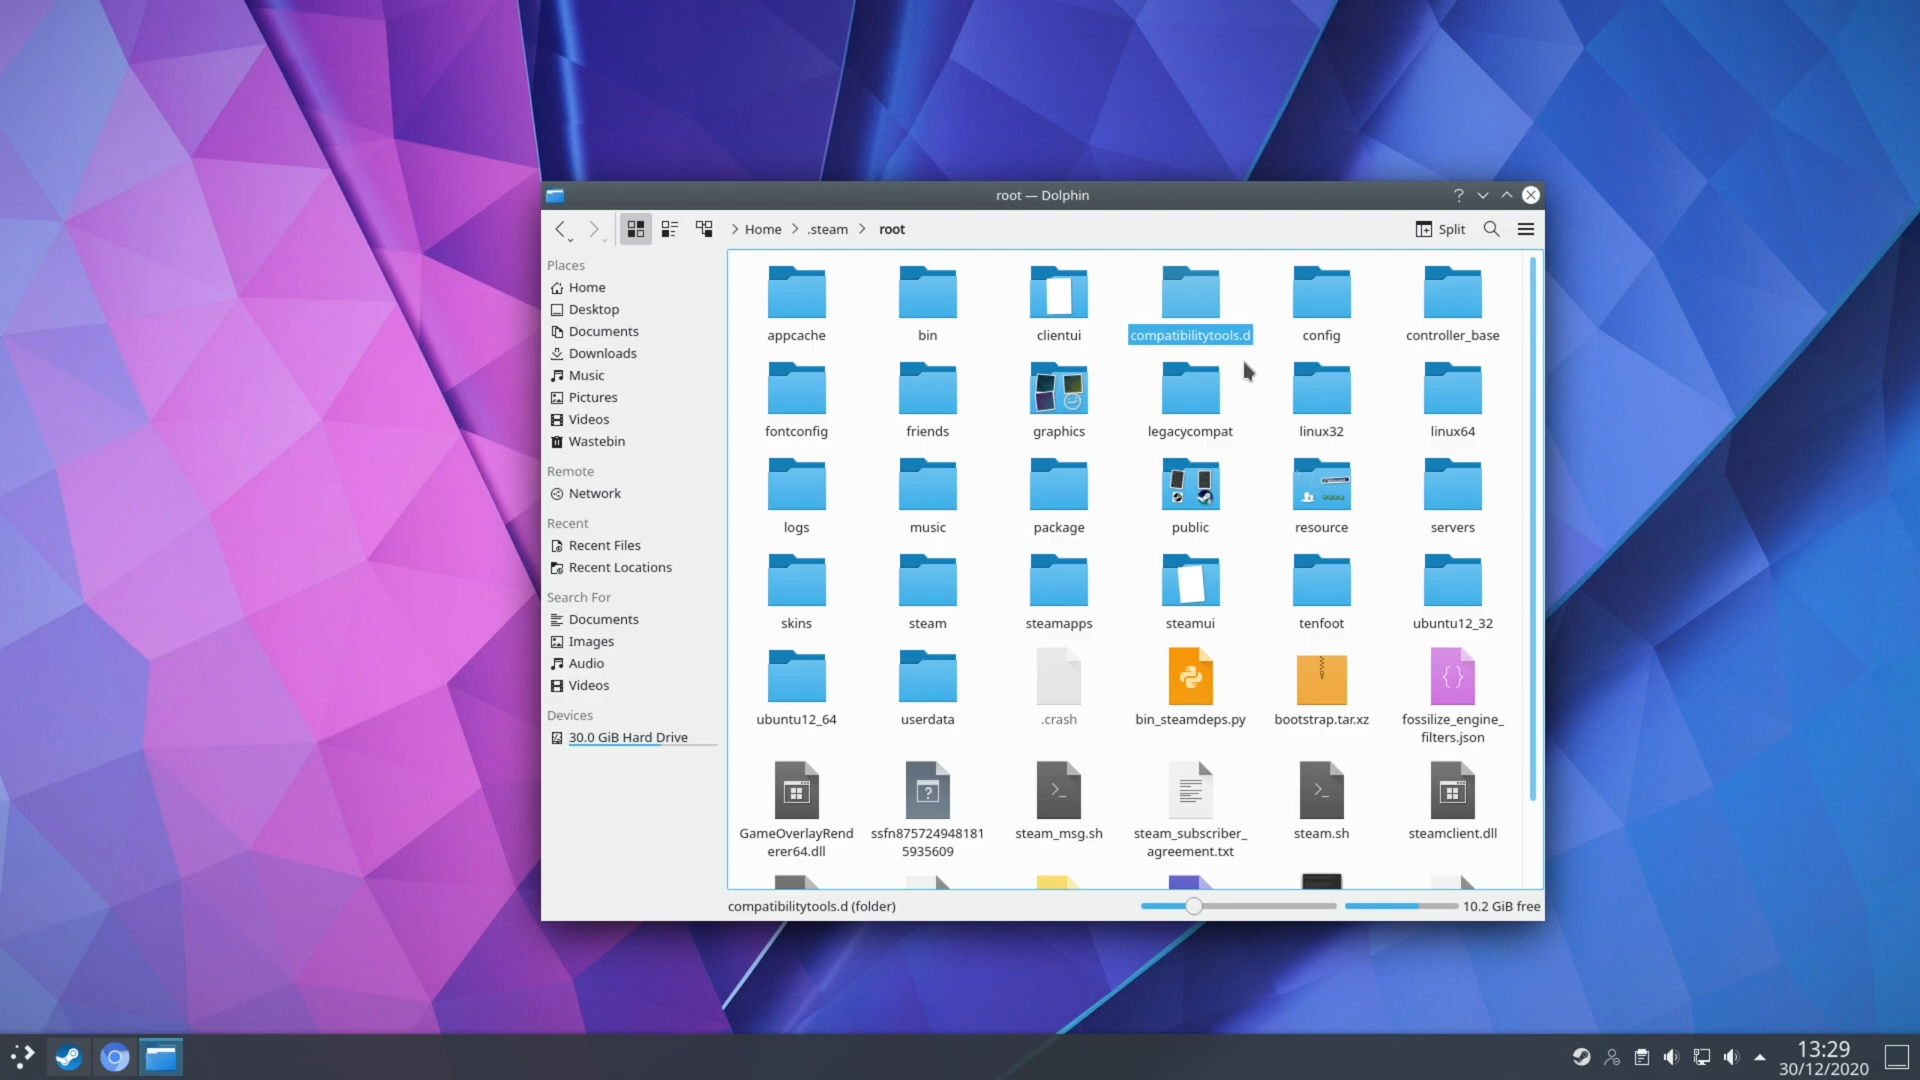 root — Dolphin
Home
.steam
root
Split
Places
Home
Desktop
Documents
Downloads
Music
Pictures
Videos
Wastebin
Remote
Network
Recent
Recent Files
Recent Locations
Search For
Documents
Images
Audio
Videos
Devices
30.0 GiB Hard Drive
appcache
bin
clientui
compatibilitytools.d
config
controller_base
fontconfig
friends
graphics
legacycompat
linux32
linux64
logs
music
package
public
resource
servers
skins
steam
steamapps
steamui
tenfoot
ubuntu12_32
ubuntu12_64
userdata
.crash
bin_steamdeps.py
bootstrap.tar.xz
fossilize_engine_
filters.json
GameOverlayRend
erer64.dll
ssfn875724948181
5935609
steam_msg.sh
steam_subscriber_
agreement.txt
steam.sh
steamclient.dll
compatibilitytools.d (folder)
10.2 GiB free
13:29
30/12/2020